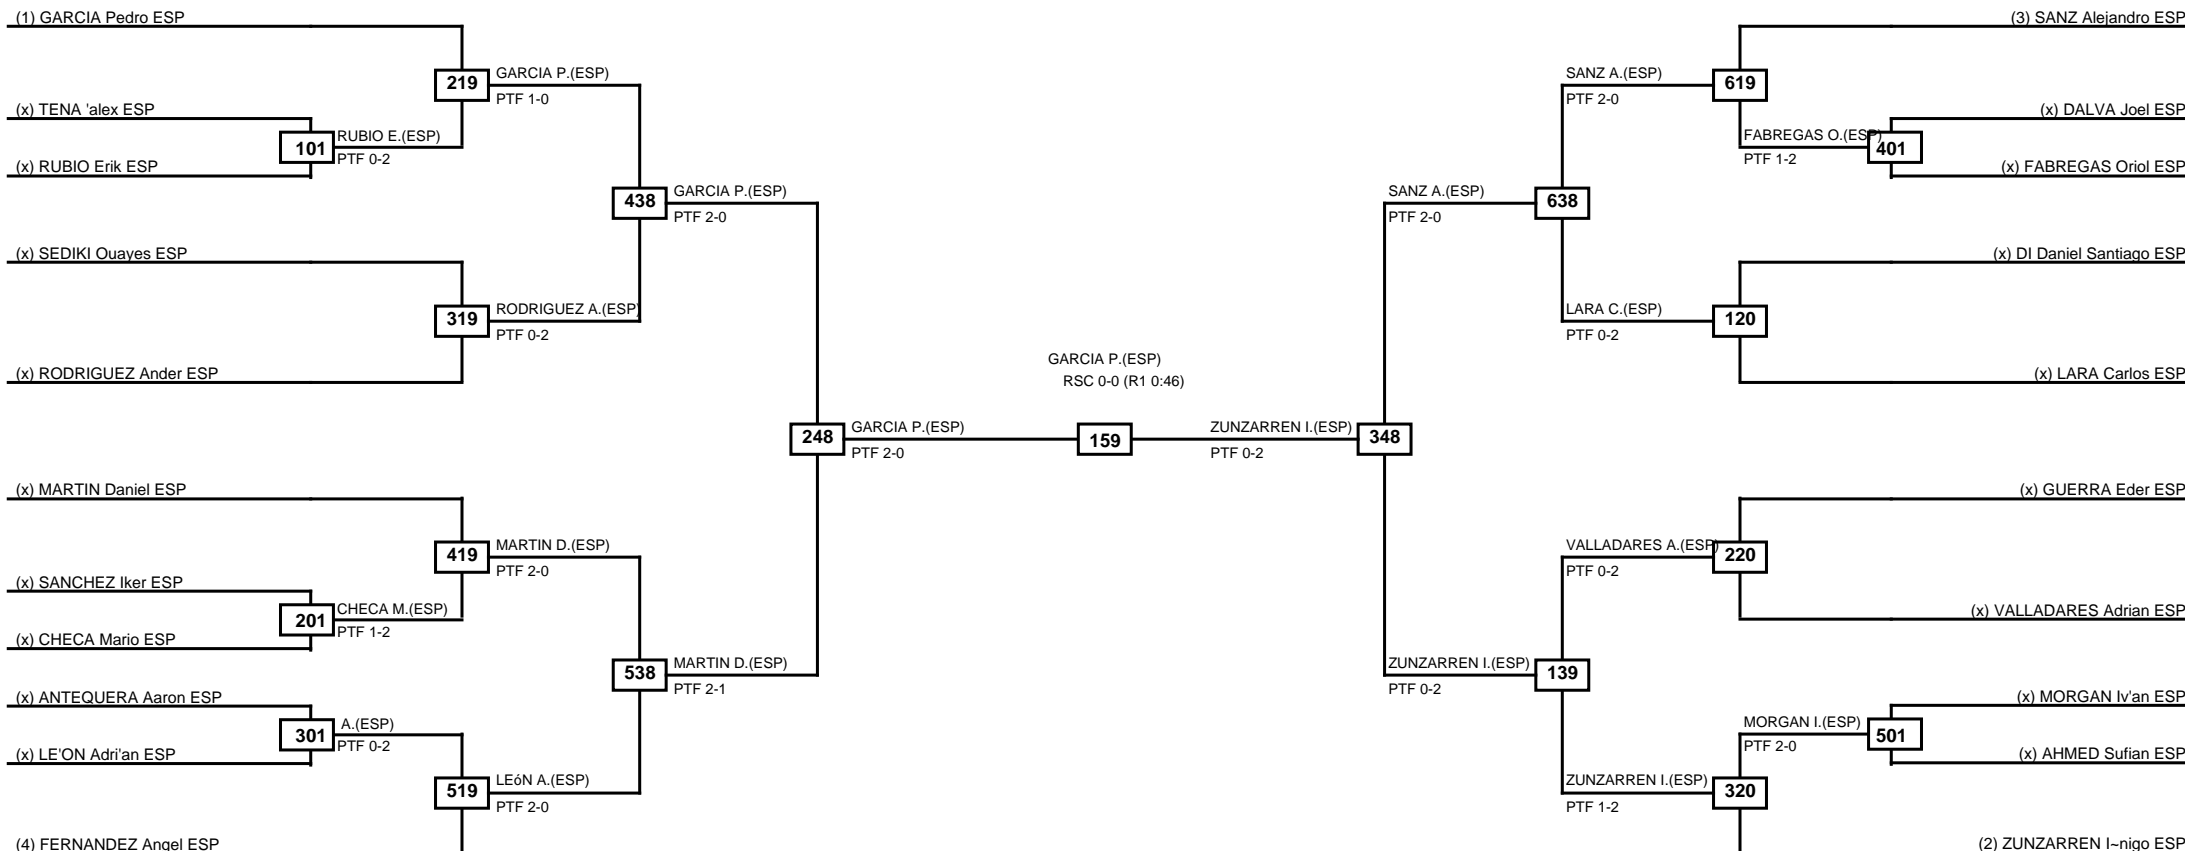 (1) GARCIA Pedro ESP
219
GARCIA P.(ESP)
PTF 1-0
(x) TENA 'alex ESP
101
RUBIO E.(ESP)
PTF 0-2
(x) RUBIO Erik ESP
438
GARCIA P.(ESP)
PTF 2-0
(x) SEDIKI Ouayes ESP
319
RODRIGUEZ A.(ESP)
PTF 0-2
(x) RODRIGUEZ Ander ESP
248
GARCIA P.(ESP)
PTF 2-0
(x) MARTIN Daniel ESP
419
MARTIN D.(ESP)
PTF 2-0
(x) SANCHEZ Iker ESP
201
CHECA M.(ESP)
PTF 1-2
(x) CHECA Mario ESP
538
MARTIN D.(ESP)
PTF 2-1
(x) ANTEQUERA Aaron ESP
301
A.(ESP)
PTF 0-2
(x) LE'ON Adri'an ESP
519
LEóN A.(ESP)
PTF 2-0
(4) FERNANDEZ Angel ESP
GARCIA P.(ESP)
RSC 0-0 (R1 0:46)
159
(3) SANZ Alejandro ESP
SANZ A.(ESP)
PTF 2-0
619
(x) DALVA Joel ESP
FABREGAS O.(ESP)
PTF 1-2
401
(x) FABREGAS Oriol ESP
SANZ A.(ESP)
PTF 2-0
638
(x) DI Daniel Santiago ESP
LARA C.(ESP)
PTF 0-2
120
(x) LARA Carlos ESP
ZUNZARREN I.(ESP)
PTF 0-2
348
(x) GUERRA Eder ESP
VALLADARES A.(ESP)
PTF 0-2
220
(x) VALLADARES Adrian ESP
ZUNZARREN I.(ESP)
PTF 0-2
139
(x) MORGAN Iv'an ESP
MORGAN I.(ESP)
PTF 2-0
501
(x) AHMED Sufian ESP
ZUNZARREN I.(ESP)
PTF 1-2
320
(2) ZUNZARREN I~nigo ESP